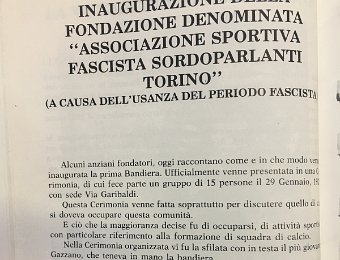 INAUGURAZIONE DELLA
FONDAZIONE DENOMINATA
"ASSOCIAZIONE SPORTIVA
FASCISTA SORDOPARLANTI
TORINO"
(A CAUSA DELL'USANZA DEL PERIODO FASCISTA
Alcuni anziani fondatori, oggi raccontano come e in che modo
inaugurata la prima Bandiera. Ufficialmente venne presentata in una
rimonia, di cui fece parte un gruppo di 15 persone il 29 Gennaio,
con sede Via Garibaldi.
Questa Cerimonia venne fatta soprattutto per discutere quello di
si doveva occupare questa comunità.
E ciò che la maggioranza decise fu di occuparsi, di attività
con particolare riferimento alla formazione di squadra di calcio.
Nella Cerimonia organizzata vi fu la sfilata con in testa il più
Gazzano, che teneva in mano la bandiera